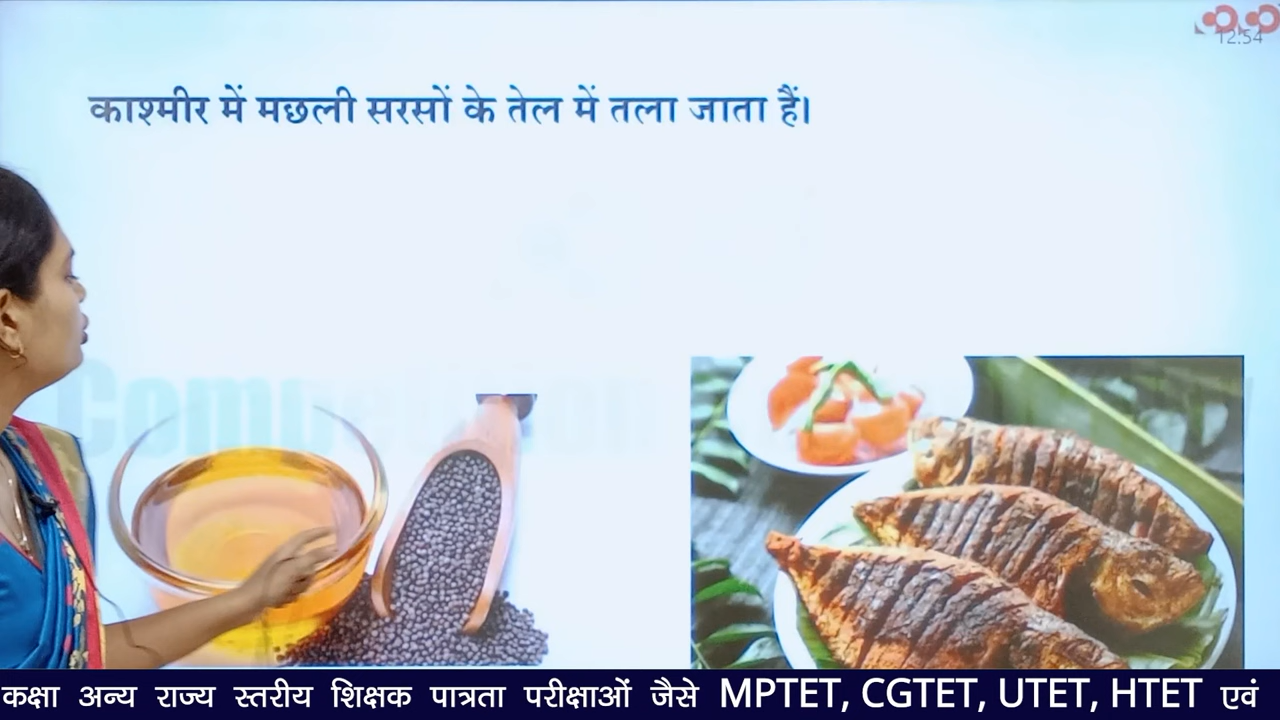 12:54
काश्मीर में मछली सरसों के तेल में तला जाता हैं।
कक्षा अन्य राज्य स्तरीय शिक्षक पात्रता परीक्षाओं जैसे MPTET, CGTET, UTET, HTET एवं